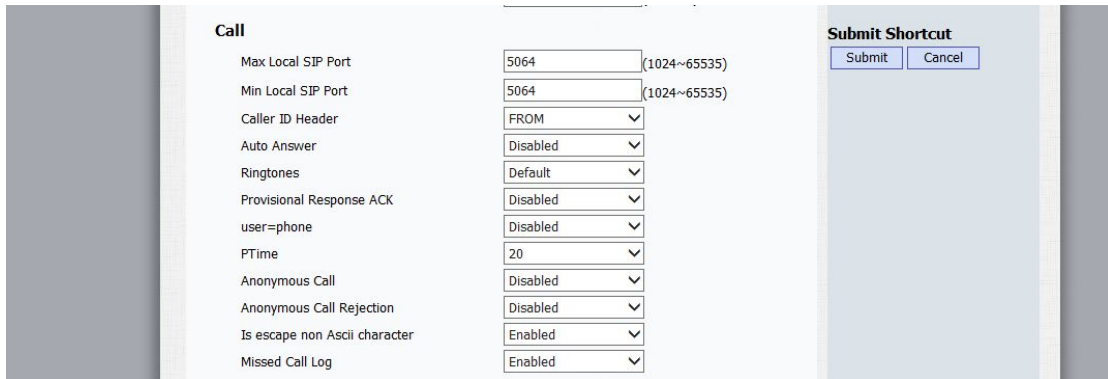 Call
Max Local SIP Port 5064 (1024~65535)
Min Local SIP Port 5064 (1024~65535)
Caller ID Header FROM
Auto Answer Disabled
Ringtones Default
Provisional Response ACK Disabled
user=phone Disabled
PTime 20
Anonymous Call Disabled
Anonymous Call Rejection Disabled
Is escape non Ascii character Enabled
Missed Call Log Enabled
Submit Shortcut
Submit Cancel